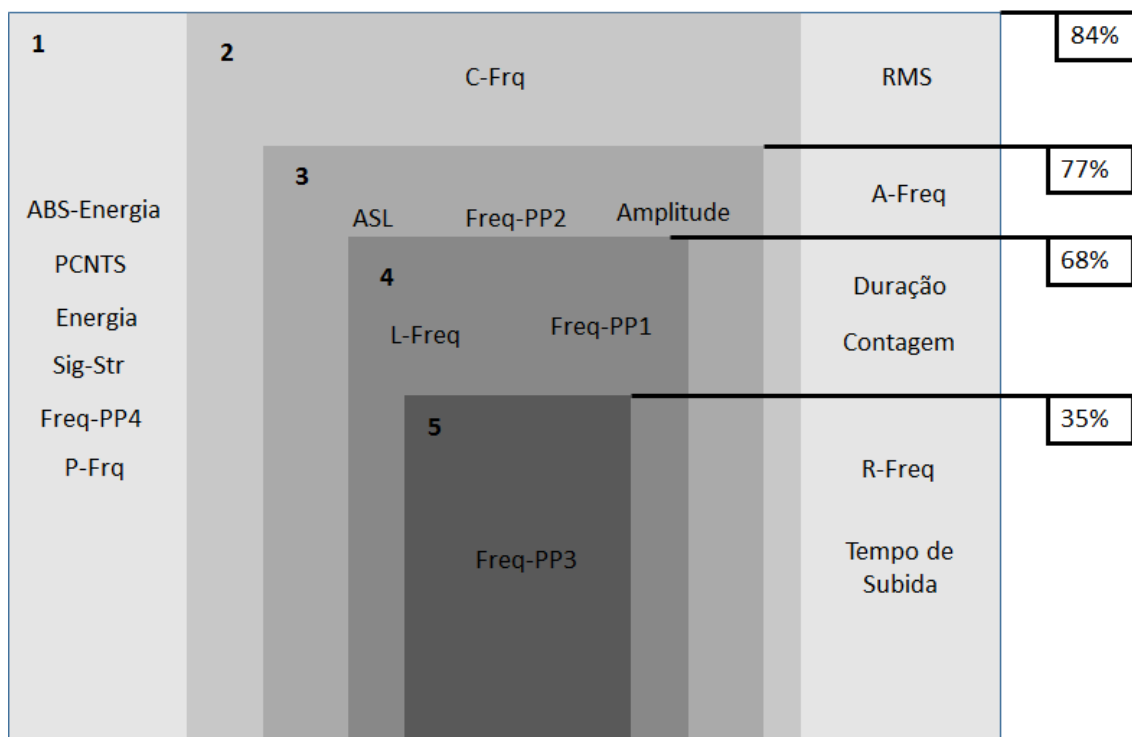 1
2
C-Frq
RMS
84%
3
77%
ABS-Energia
ASL
Freq-PP2
Amplitude
A-Freq
PCNTS
4
68%
Energia
L-Freq
Freq-PP1
Duração
Sig-Str
Contagem
Freq-PP4
5
35%
P-Frq
R-Freq
Freq-PP3
Tempo de
Subida